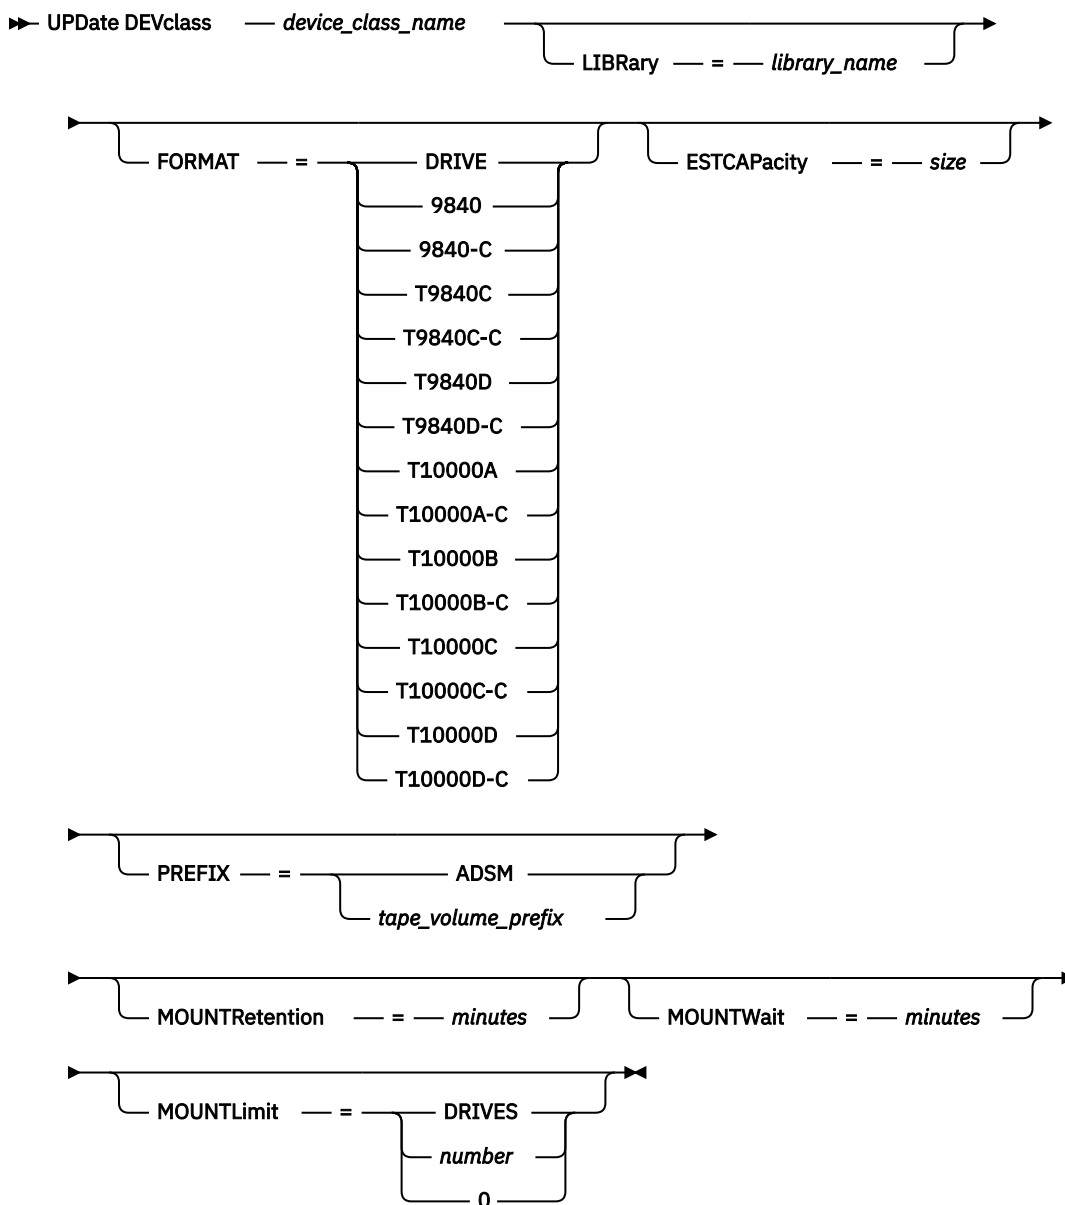 UPDate DEVclass device_class_name
LIBRary = library_name
FORMAT = DRIVE ESTCAPacity = size
9840
9840-C
T9840C
T9840C-C
T9840D
T9840D-C
T10000A
T10000A-C
T10000B
T10000B-C
T10000C
T10000C-C
T10000D
T10000D-C
PREFIX = ADSM
tape_volume_prefix
MOUNTRetention = minutes MOUNTWait = minutes
MOUNTLimit = DRIVES
number
0